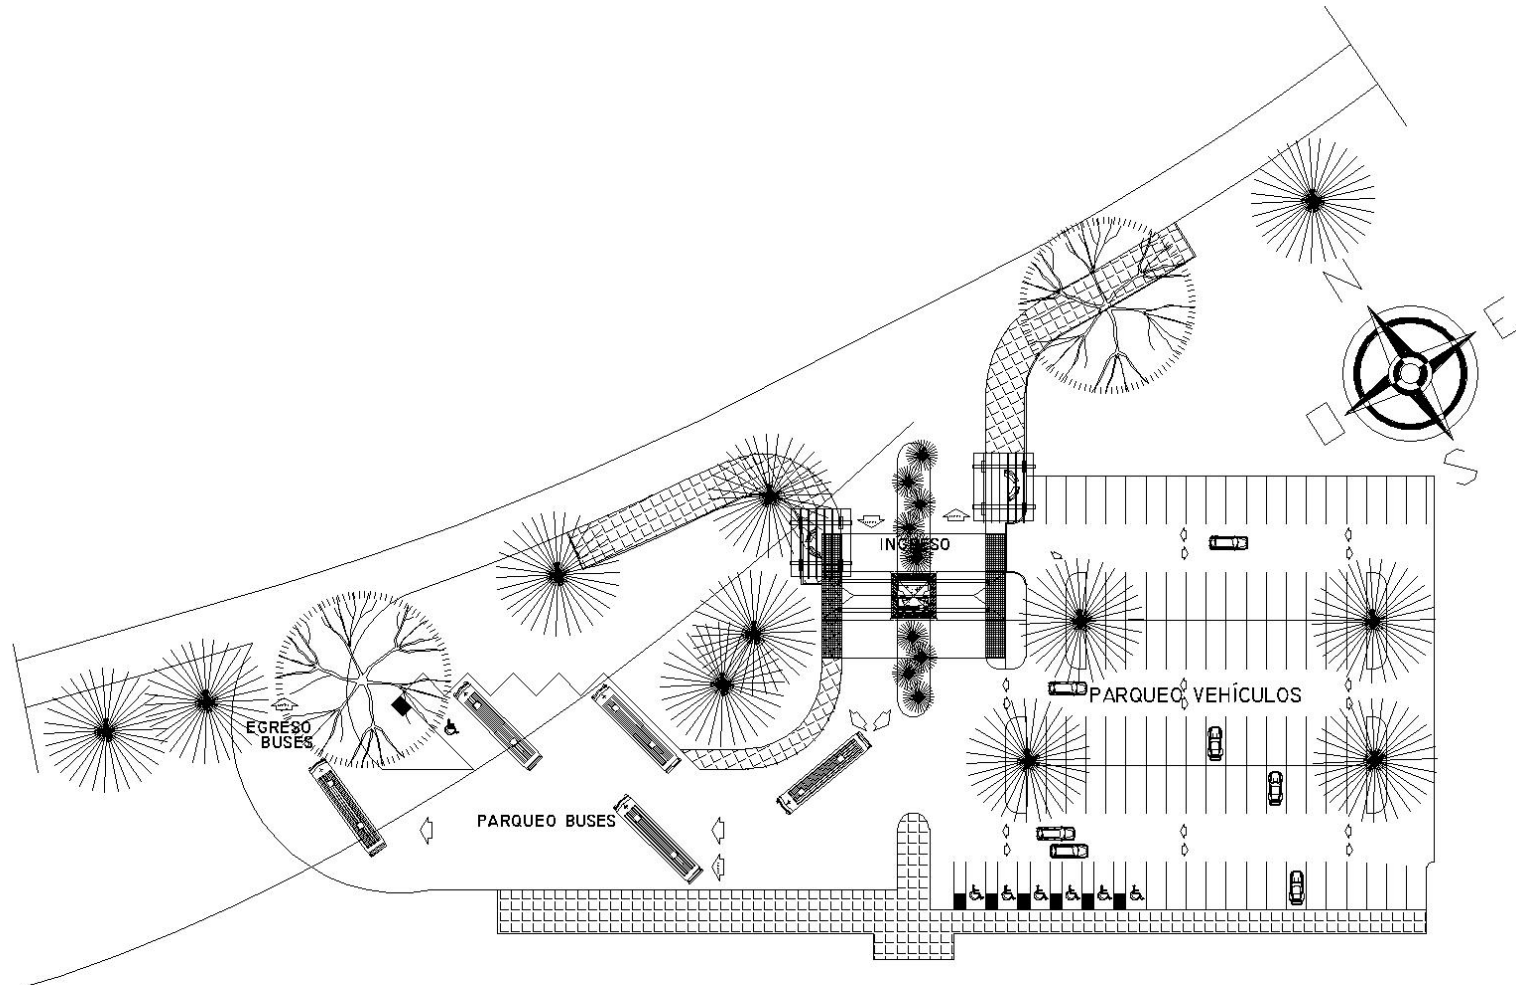 N
E
O
S
INGRESO
PARQUEO VEHÍCULOS
EGRESO
BUSES
PARQUEO BUSES